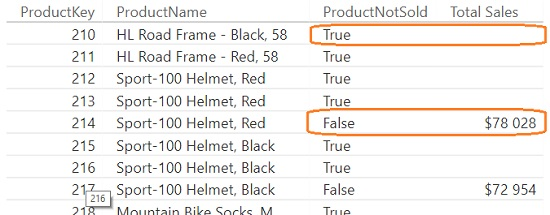 ProductKey ProductName ProductNotSold Total Sales
210 HL Road Frame - Black, 58 True
211 HL Road Frame - Red, 58 True
212 Sport-100 Helmet, Red True
213 Sport-100 Helmet, Red True
214 Sport-100 Helmet, Red False $78 028
215 Sport-100 Helmet, Black True
216 Sport-100 Helmet, Black True
217 Sport-100 Helmet, Black False $72 954
216
218 Mountain Bike Socks, M True